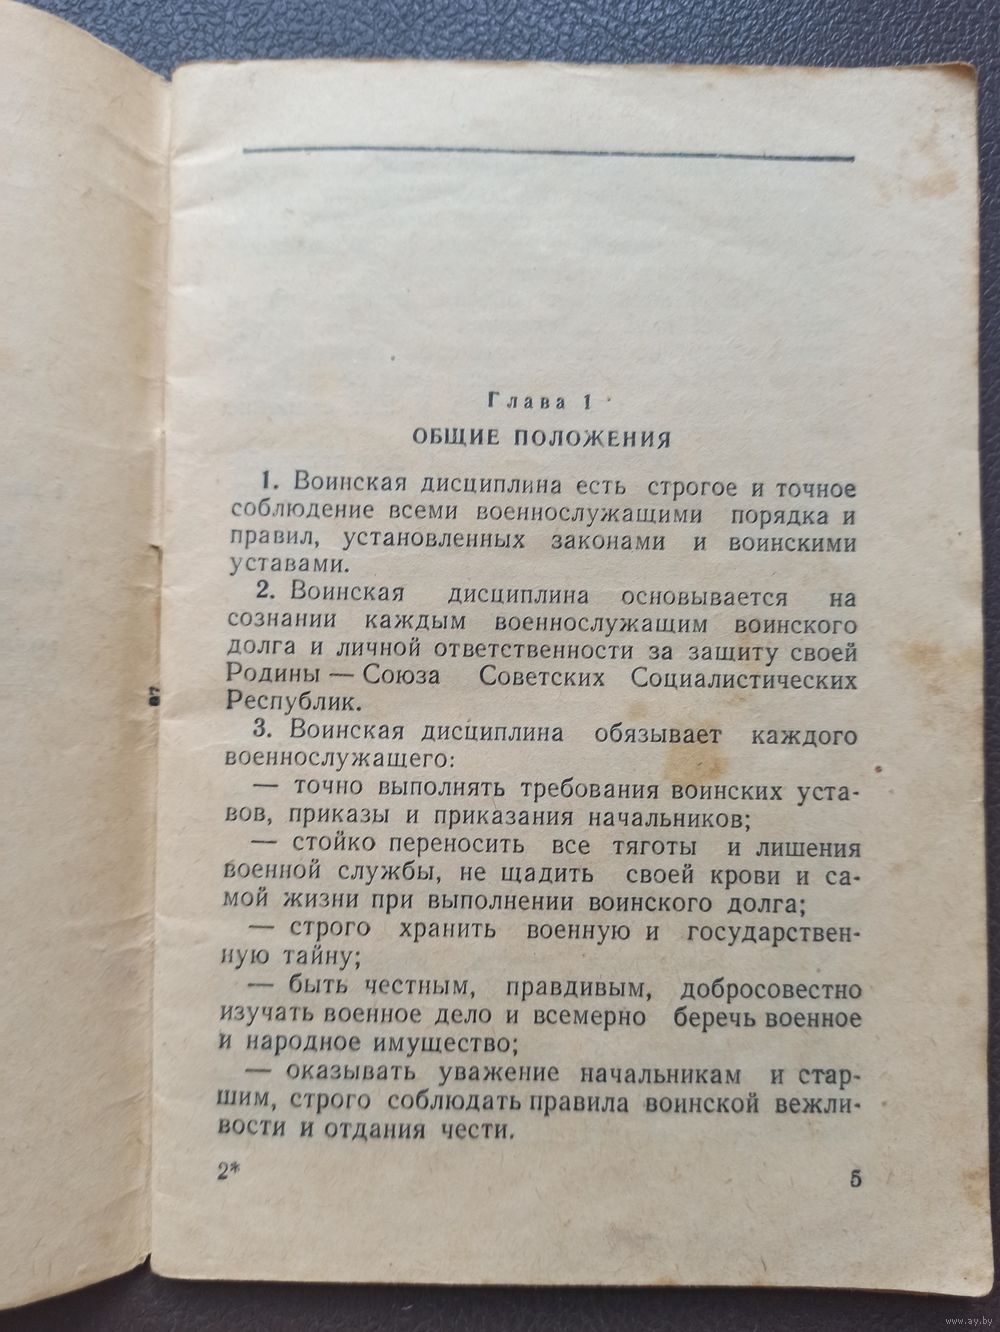 Глава 1
ОБЩИЕ ПОЛОЖЕНИЯ
1. Воинская дисциплина есть строгое и точное
соблюдение всеми военнослужащими порядка и
правил, установленных законами и воинскими
уставами.
2. Воинская дисциплина основывается на
сознании каждым военнослужащим воинского
долга и личной ответственности за защиту своей
Родины — Союза Советских Социалистических
Республик.
3. Воинская дисциплина обязывает каждого
военнослужащего:
— точно выполнять требования воинских уста-
вов, приказы и приказания начальников;
— стойко переносить все тяготы и лишения
военной службы, не щадить своей крови и са-
мой жизни при выполнении воинского долга;
— строго хранить военную и государствен-
ную тайну;
— быть честным, правдивым, добросовестно
изучать военное дело и всемерно беречь военное
и народное имущество;
— оказывать уважение начальникам и стар-
шим, строго соблюдать правила воинской вежли-
вости и отдания чести.
2*
5
www.ay.by